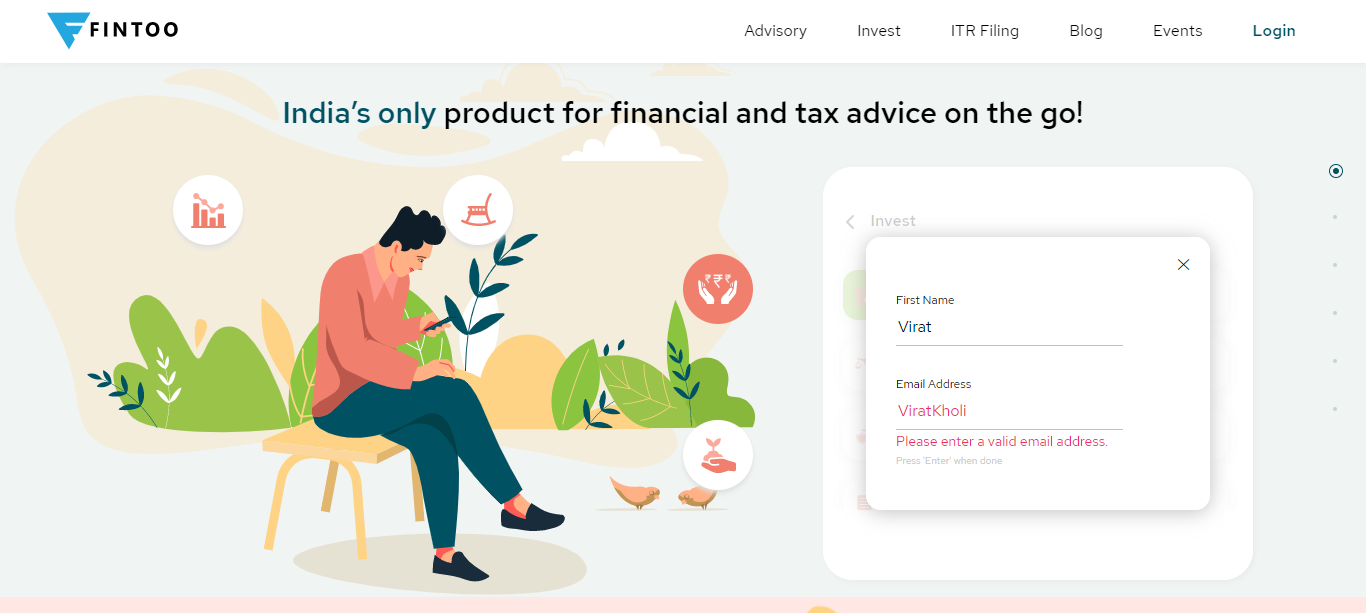 FINTOO
Advisory
Invest
ITR Filing
Blog
Events
Login
India’s only product for financial and tax advice on the go!
Invest
First Name
Virat
Email Address
ViratKholi
Please enter a valid email address.
Press 'Enter' when done